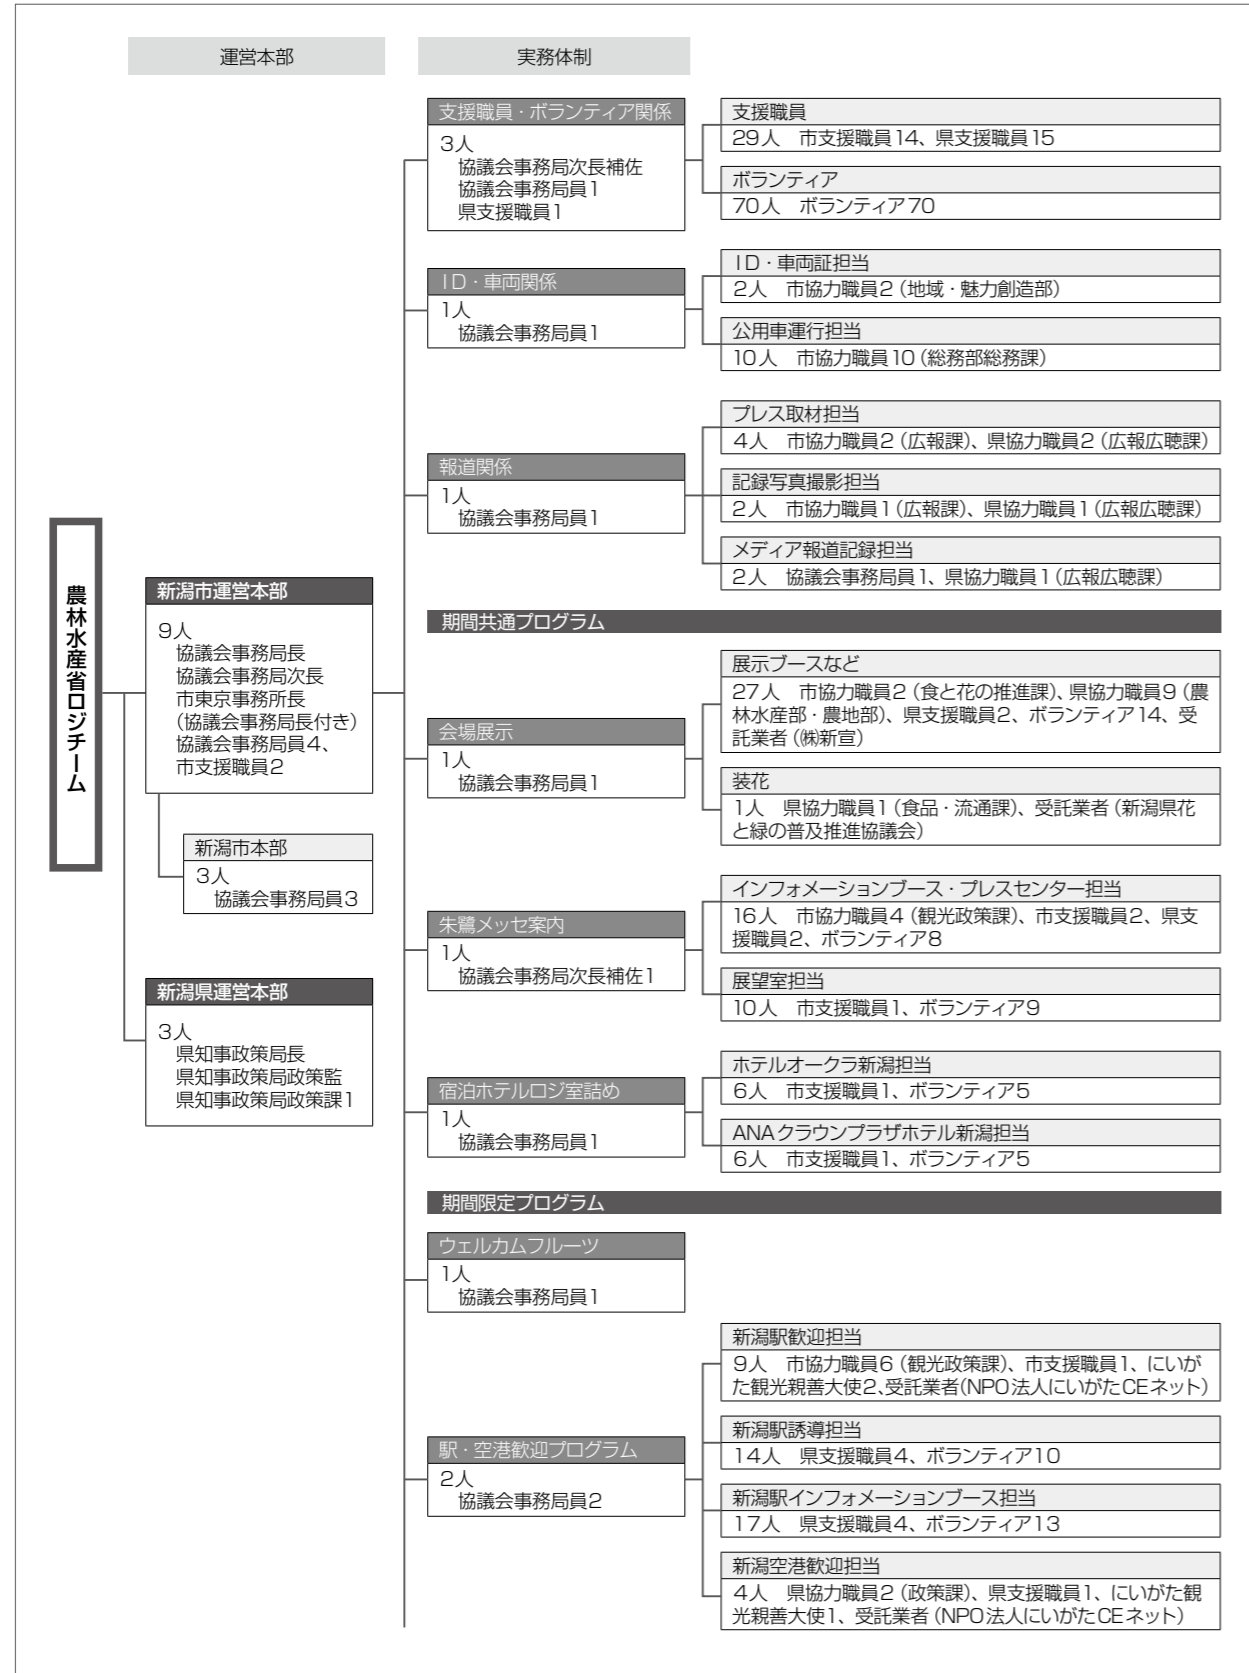 運営本部
実務体制
農林水産省ロジチーム
新潟市運営本部
9人
協議会事務局長
協議会事務局次長
市東京事務所長
(協議会事務局長付き)
協議会事務局員4、
市支援職員2
新潟市本部
3人
協議会事務局員3
新潟県運営本部
3人
県知事政策局長
県知事政策局政策監
県知事政策局政策課1
支援職員・ボランティア関係
3人
協議会事務局次長補佐
協議会事務局員1
県支援職員1
支援職員
29人 市支援職員14、県支援職員15
ボランティア
70人 ボランティア70
ID・車両関係
1人
協議会事務局員1
ID・車両証担当
2人 市協力職員2(地域・魅力創造部)
公用車運行担当
10人 市協力職員10(総務部総務課)
報道関係
1人
協議会事務局員1
プレス取材担当
4人 市協力職員2(広報課)、県協力職員2(広報広聴課)
記録写真撮影担当
2人 市協力職員1(広報課)、県協力職員1(広報広聴課)
メディア報道記録担当
2人 協議会事務局員1、県協力職員1(広報広聴課)
期間共通プログラム
会場展示
1人
協議会事務局員1
展示ブースなど
27人 市協力職員2(食と花の推進課)、県協力職員9(農
林水産部・農地部)、県支援職員2、ボランティア14、受
託業者(㈱新宣)
装花
1人 県協力職員1(食品・流通課)、受託業者(新潟県花
と緑の普及推進協議会)
朱鷺メッセ案内
1人
協議会事務局次長補佐1
インフォメーションブース・プレスセンター担当
16人 市協力職員4(観光政策課)、市支援職員2、県支
援職員2、ボランティア8
展望室担当
10人 市支援職員1、ボランティア9
宿泊ホテルロジ室詰め
1人
協議会事務局員1
ホテルオークラ新潟担当
6人 市支援職員1、ボランティア5
ANAクラウンプラザホテル新潟担当
6人 市支援職員1、ボランティア5
期間限定プログラム
ウェルカムフルーツ
1人
協議会事務局員1
駅・空港歓迎プログラム
2人
協議会事務局員2
新潟駅歓迎担当
9人 市協力職員6(観光政策課)、市支援職員1、にいが
た観光親善大使2、受託業者(NPO法人にいがたCEネット)
新潟駅誘導担当
14人 県支援職員4、ボランティア10
新潟駅インフォメーションブース担当
17人 県支援職員4、ボランティア13
新潟空港歓迎担当
4人 県協力職員2(政策課)、県支援職員1、にいがた観
光親善大使1、受託業者(NPO法人にいがたCEネット)